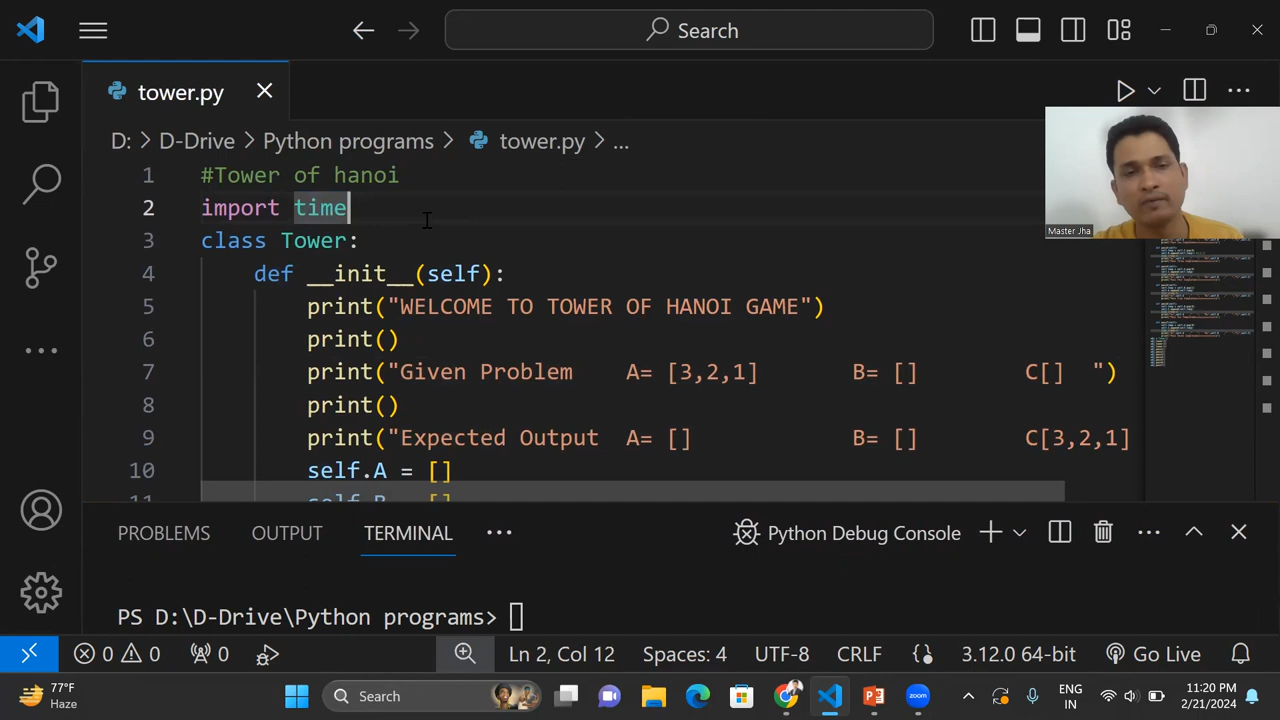 Search
tower.py
D: > D-Drive > Python programs > tower.py > ...
1 #Tower of hanoi
2 import time
3 class Tower:
4 def __init__(self):
5 print("WELCOME TO TOWER OF HANOI GAME")
6 print()
7 print("Given Problem A= [3,2,1] B= [] C[] ")
8 print()
9 print("Expected Output A= [] B= [] C[3,2,1]
10 self.A = []
Master Jha
PROBLEMS OUTPUT TERMINAL ... Python Debug Console
PS D:\D-Drive\Python programs>
0 0 0 Ln 2, Col 12 Spaces: 4 UTF-8 CRLF 3.12.0 64-bit Go Live
77°F
Haze
Search
ENG
IN
11:20 PM
2/21/2024